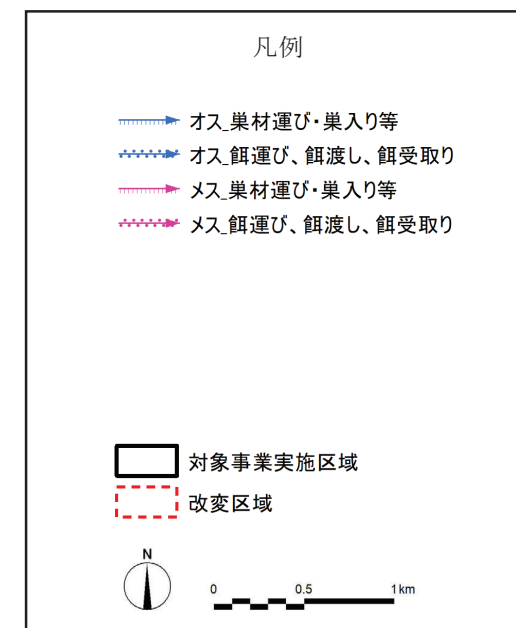 凡例
オス_巣材運び・巣入り等
オス_餌運び、餌渡し、餌受取り
メス_巣材運び・巣入り等
メス_餌運び、餌渡し、餌受取り
対象事業実施区域
改変区域
N
0 0.5 1km